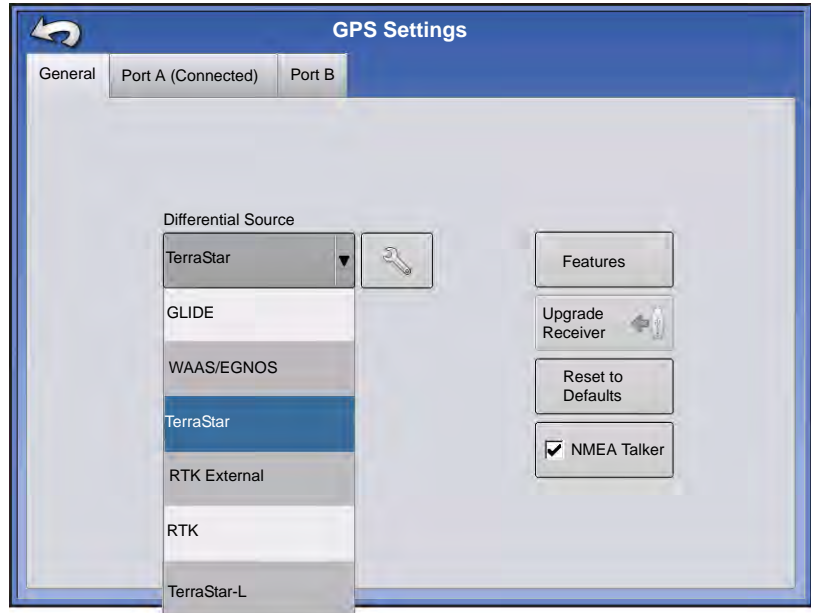 GPS Settings
General
Port A (Connected)
Port B
Differential Source
TerraStar
GLIDE
WAAS/EGNOS
TerraStar
RTK External
RTK
TerraStar-L
Features
Upgrade
Receiver
Reset to
Defaults
NMEA Talker